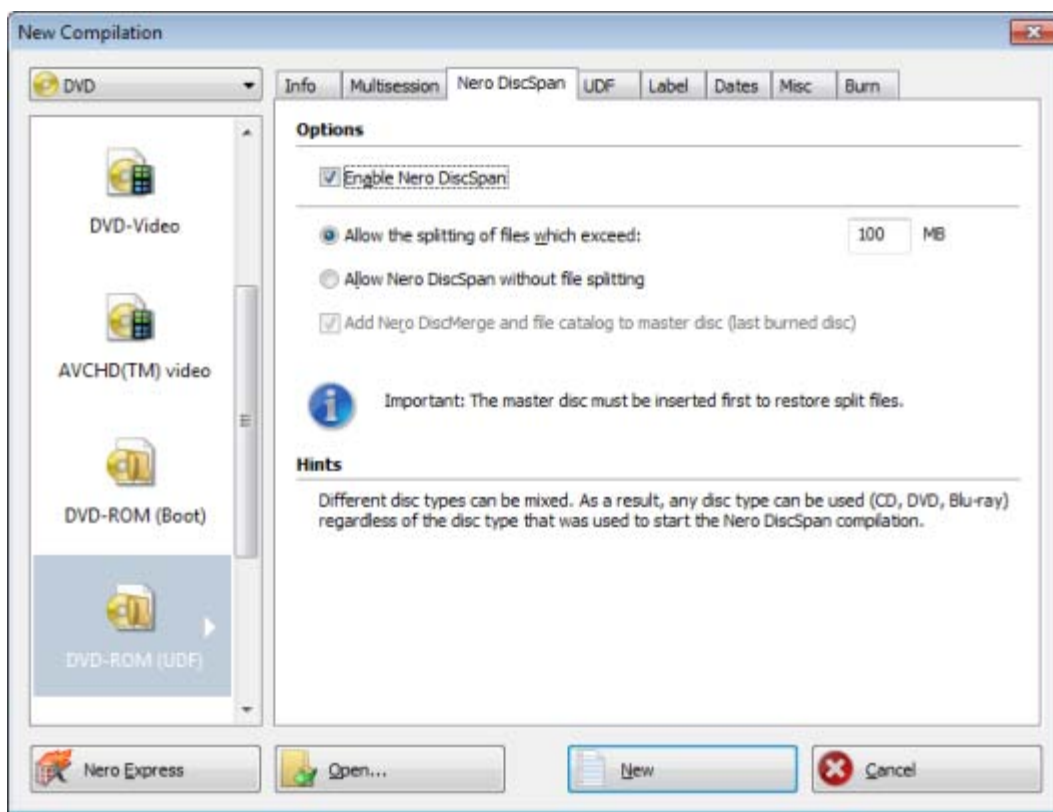 New Compilation
DVD
Info Multisession Nero DiscSpan UDF Label Dates Misc Burn
DVD-Video
AVCHD(TM) video
DVD-ROM (Boot)
DVD-ROM (UDF)
Options
Enable Nero DiscSpan
Allow the splitting of files which exceed: 100 MB
Allow Nero DiscSpan without file splitting
Add Nero DiscMerge and file catalog to master disc (last burned disc)
Important: The master disc must be inserted first to restore split files.
Hints
Different disc types can be mixed. As a result, any disc type can be used (CD, DVD, Blu-ray)
regardless of the disc type that was used to start the Nero DiscSpan compilation.
Nero Express Open... New Cancel